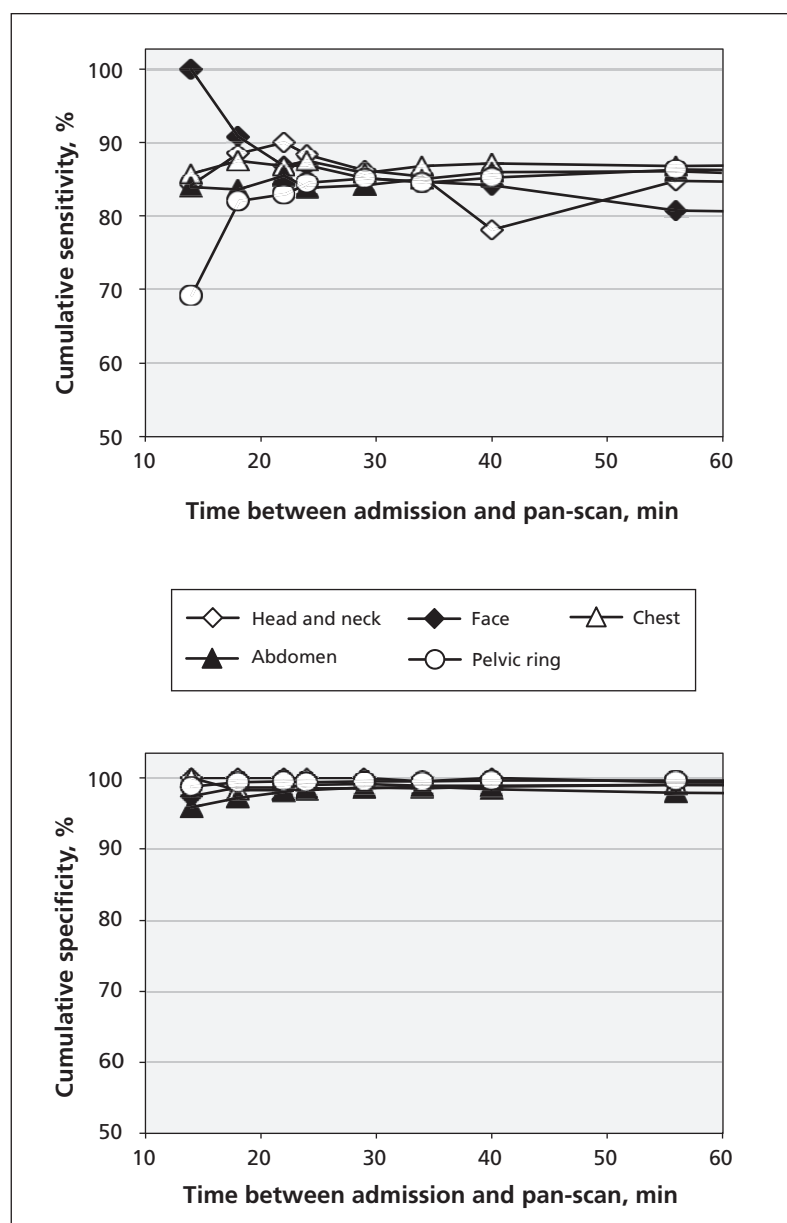 100
90
80
70
60
50
10 20 30 40 50 60
Cumulative sensitivity, %
Time between admission and pan-scan, min
Head and neck Face Chest
Abdomen Pelvic ring
100
90
80
70
60
50
10 20 30 40 50 60
Cumulative specificity, %
Time between admission and pan-scan, min